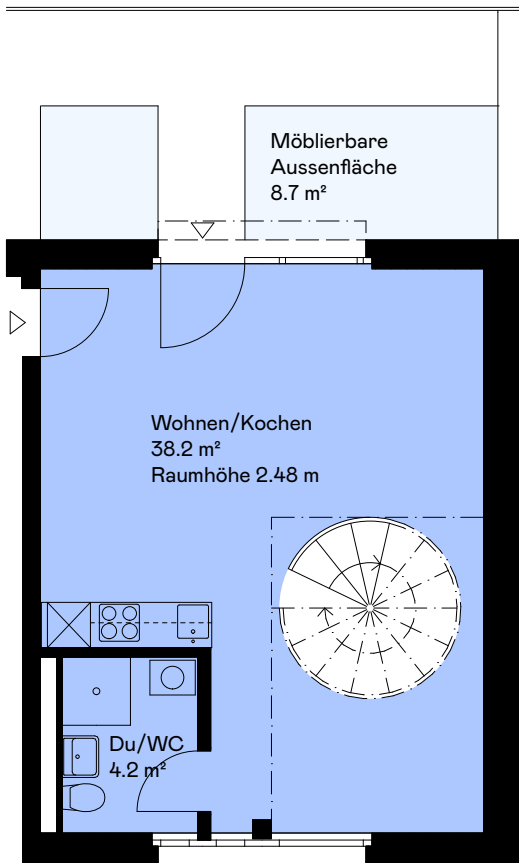 Möblierbare
Aussenfläche
8.7 m²
Wohnen/Kochen
38.2 m²
Raumhöhe 2.48 m
Du/WC
4.2 m²